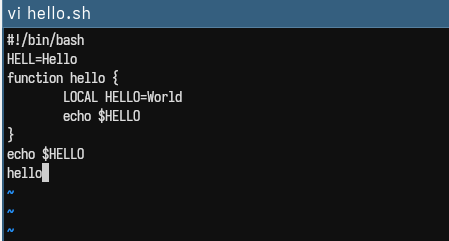 vi hello.sh
#!/bin/bash
HELL=Hello
function hello {
LOCAL HELLO=World
echo $HELLO
}
echo $HELLO
hello
~
~
~